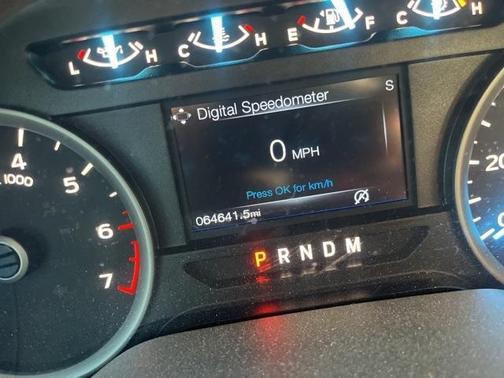 L H C H E F C H
Digital Speedometer S
0 MPH
Press OK for km/h
064641.5mi
P R N D M
4
x1000 5
6
7
20